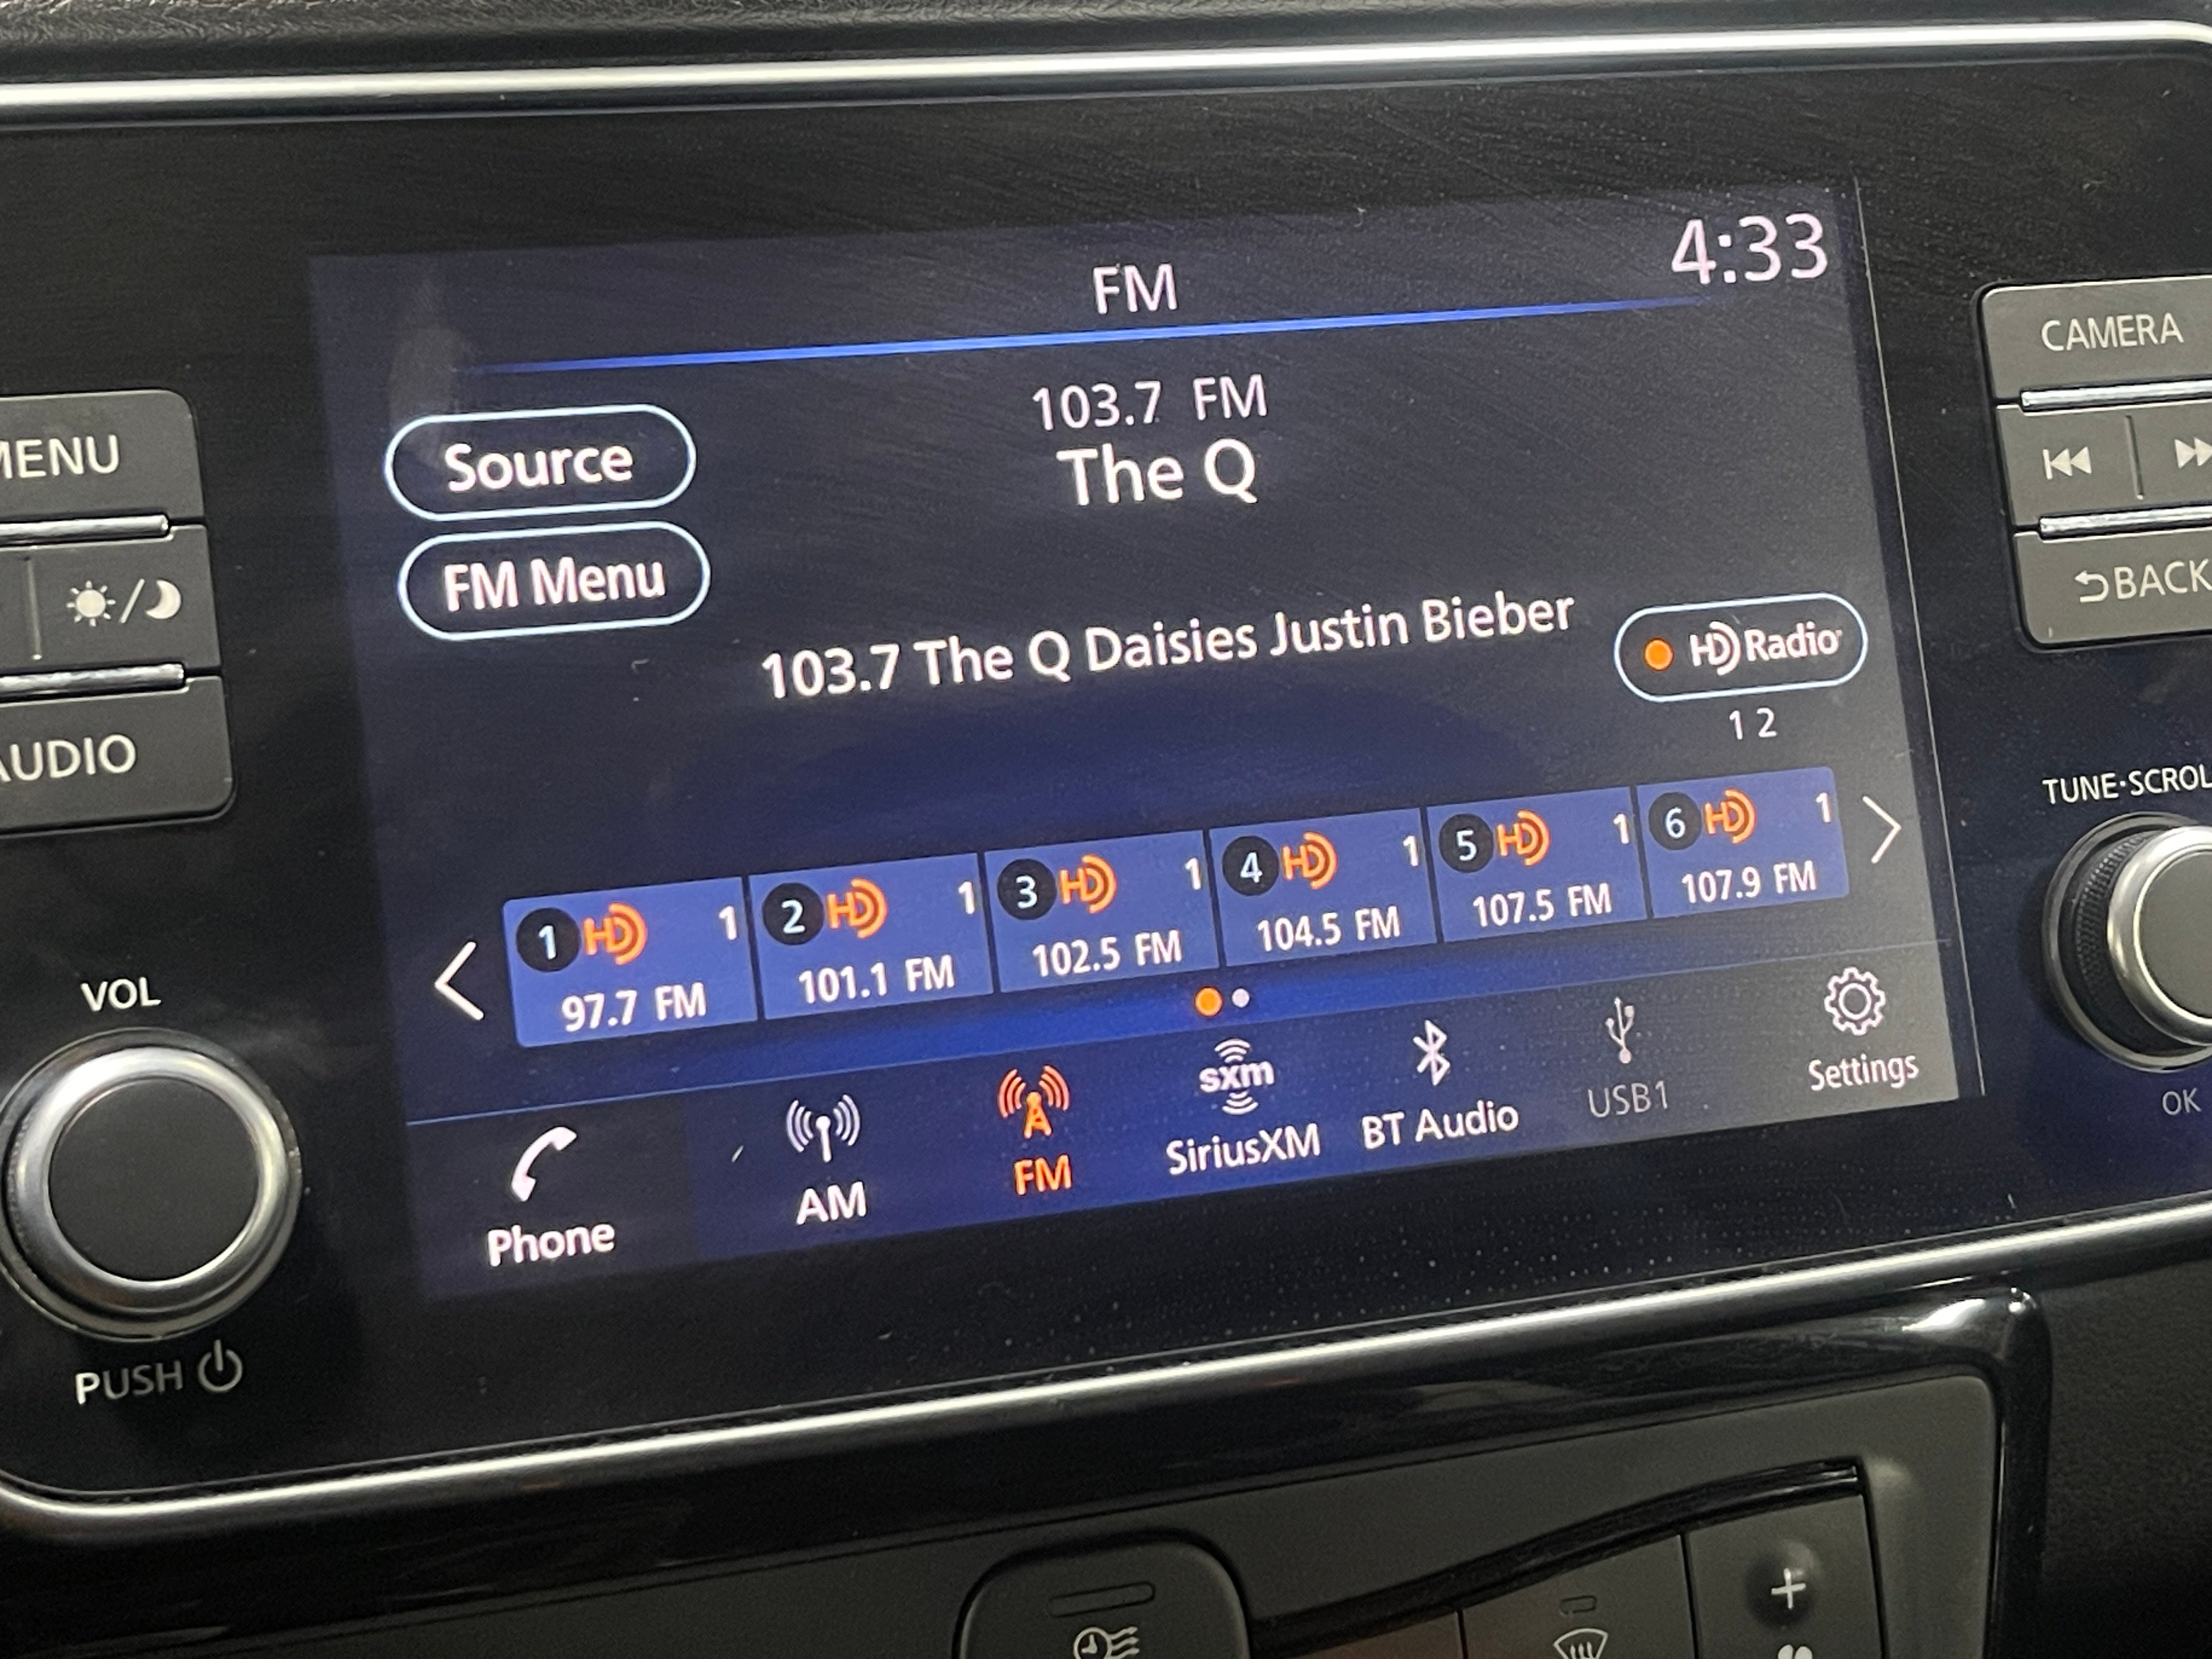 FM
4:33
103.7 FM
The Q
Source
FM Menu
103.7 The Q Daisies Justin Bieber
HD Radio
1 2
1 HD 1
97.7 FM
2 HD 1
101.1 FM
3 HD 1
102.5 FM
4 HD 1
104.5 FM
5 HD 1
107.5 FM
6 HD 1
107.9 FM
Phone
AM
FM
sxm
SiriusXM
BT Audio
USB1
Settings
MENU
AUDIO
VOL
PUSH
CAMERA
BACK
TUNE·SCROL
OK